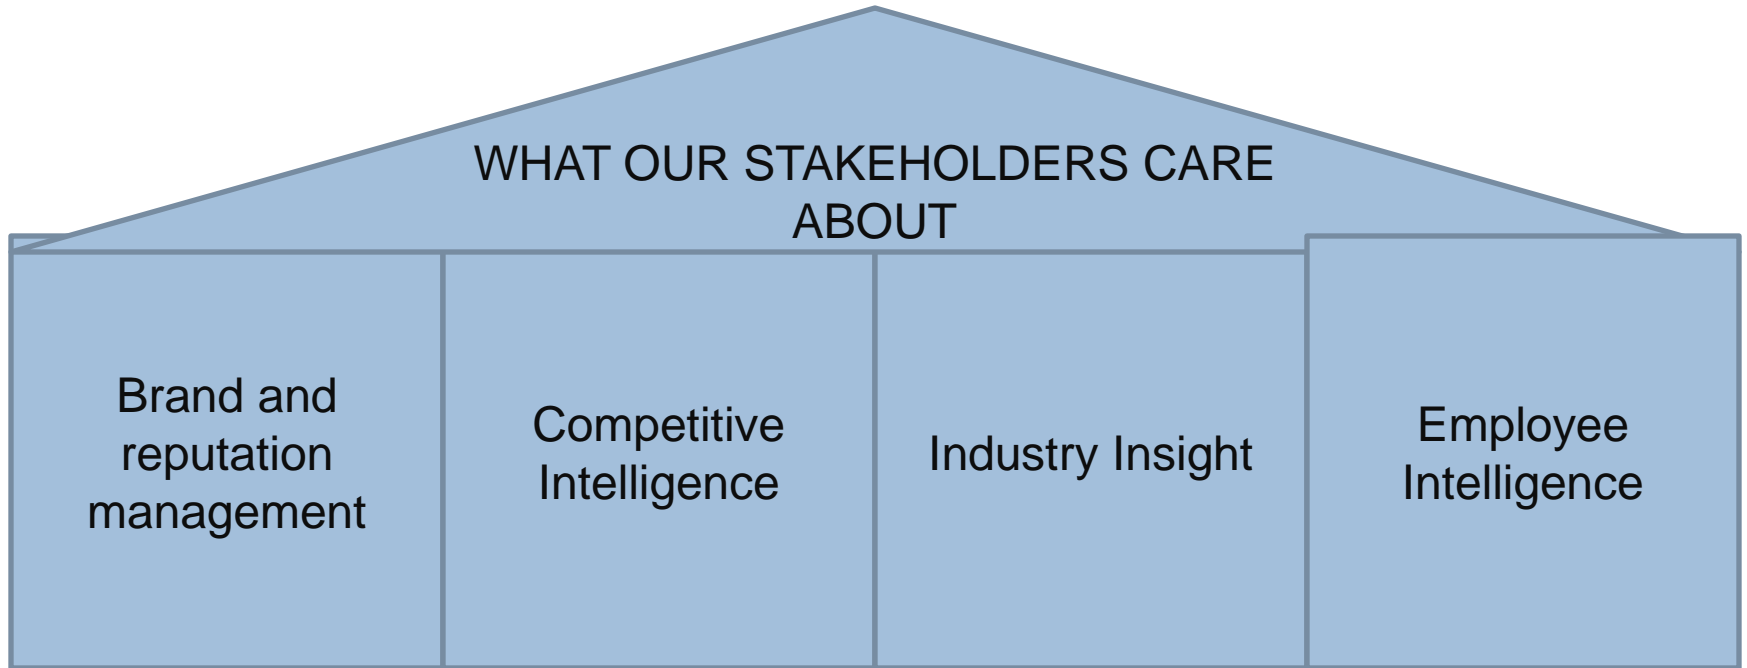 WHAT OUR STAKEHOLDERS CARE
ABOUT
Brand and
reputation
management
Competitive
Intelligence
Industry Insight
Employee
Intelligence